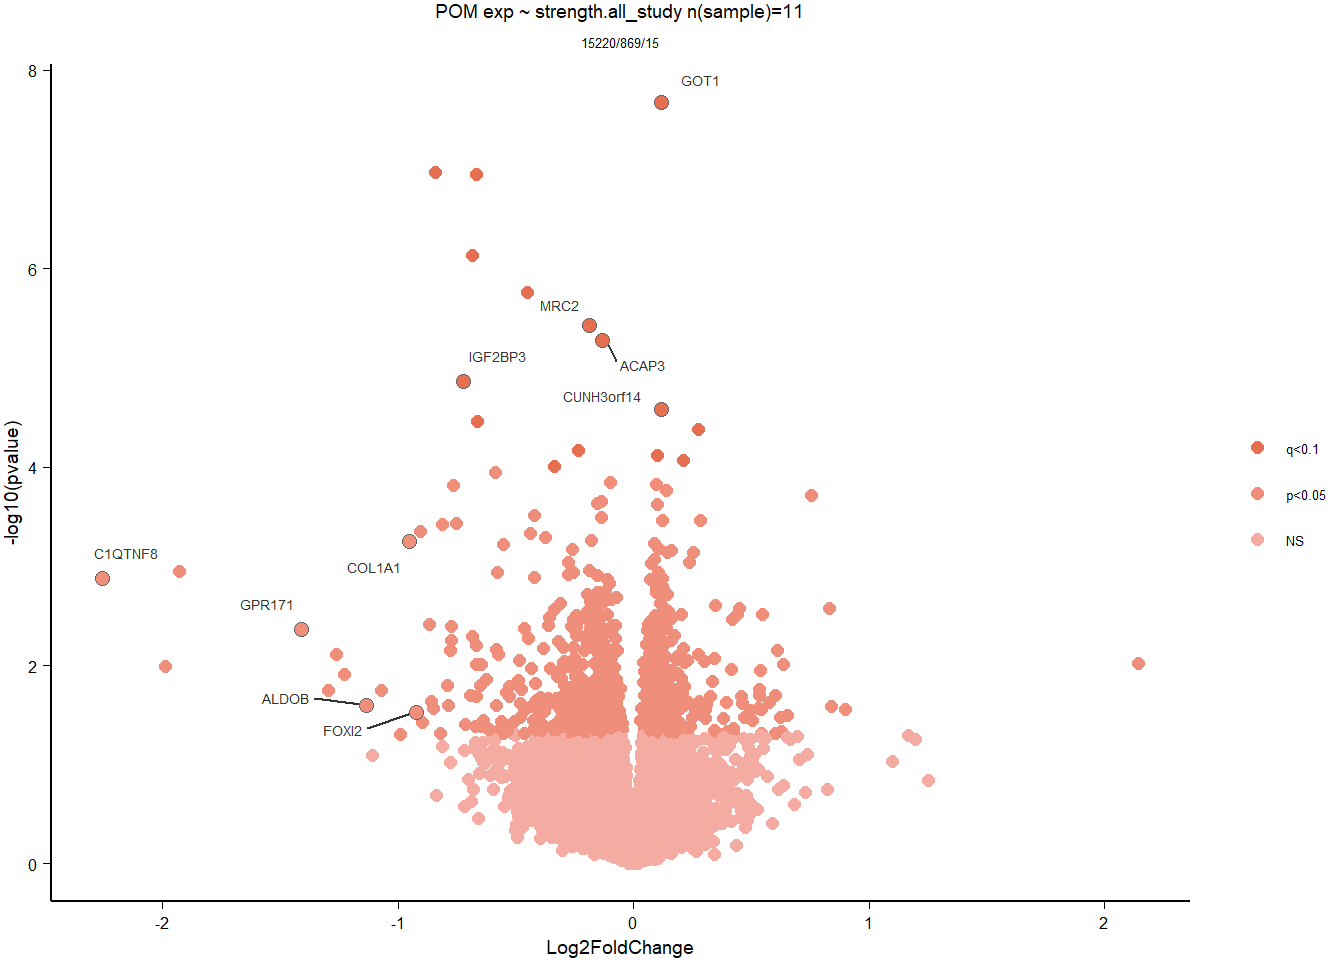 POM exp ~ strength.all_study n(sample)=11
15220/869/15
8
GOT1
6
MRC2
IGF2BP3
ACAP3
CUNH3orf14
-log10(pvalue)
4
q<0.1
p<0.05
NS
C1QTNF8
COL1A1
GPR171
2
ALDOB
FOXI2
0
-2
-1
0
1
2
Log2FoldChange